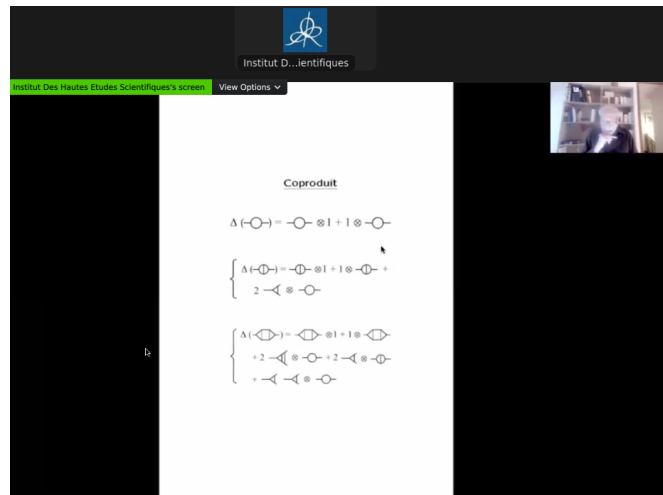 Institut D...ientifiques
Institut Des Hautes Etudes Scientifiques's screen View Options
Coproduit
Δ ( ) = ⊗ 1 + 1 ⊗
Δ ( ) = ⊗ 1 + 1 ⊗ +
2 ⊗
Δ ( ) = ⊗ 1 + 1 ⊗
+ 2 ⊗ + 2 ⊗
+ ⊗